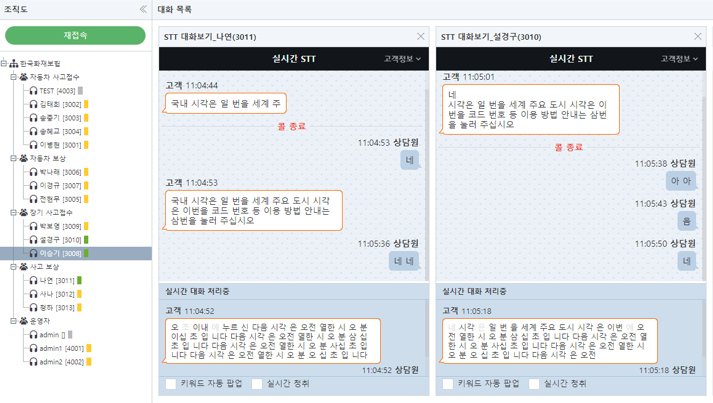 조직도
재접속
한국화재보험
자동차 사고접수
TEST [4003]
김태희 [3002]
송중기 [3003]
송혜교 [3004]
이병헌 [3001]
자동차 보상
박나래 [3006]
이경규 [3007]
전현무 [3005]
장기 사고접수
박보영 [3009]
설경구 [3010]
이승기 [3008]
사고 보상
나연 [3011]
사나 [3012]
정하 [3013]
운영자
admin []
admin1 [4001]
admin2 [4002]
대화 목록
STT 대화보기_나연(3011)
실시간 STT
고객정보
고객 11:04:44
국내 시각은 일 번을 세계 주
콜 종료
11:04:53 상담원
네
고객 11:04:53
국내 시각은 일 번을 세계 주요 도시 시각
은 이번을 코드 번호 등 이용 방법 안내는
삼번을 눌러 주십시오
11:05:36 상담원
네 네
실시간 대화 처리중
고객 11:04:52
오 초 이내 에 누르 신 다음 시각 은 오전 열한 시 오 분
이십 초 입 니다 다음 시각 은 오전 열한 시 오 분 삼 십
초 입 니다 다음 시각 은 오전 열한 시 오 분 사십 초 입
니다 다음 시각 은 오전 열한 시 오 분 오 십 초 입 니다
11:04:52 상담원
키워드 자동 팝업
실시간 청취
STT 대화보기_설경구(3010)
실시간 STT
고객정보
고객 11:05:01
네
시각은 일 번을 세계 주요 도시 시각은 이
번을 코드 번호 등 이용 방법 안내는 삼번
을 눌러 주십시오
콜 종료
11:05:38 상담원
아 아
11:05:43 상담원
음
11:05:50 상담원
네
실시간 대화 처리중
고객 11:05:18
네 시각 은 일 번 을 세계 주요 도시 시각 은 이번 에 오
전 열한 시 오 분 이십 초 입 니다 다음 시각 은 오전 열
한 시 오 분 사십 초 입 니다 다음 시각 은 오전 열한 시
오 분 오 십 초 입 니다 다음 시각 은 오전
11:05:18 상담원
키워드 자동 팝업
실시간 청취